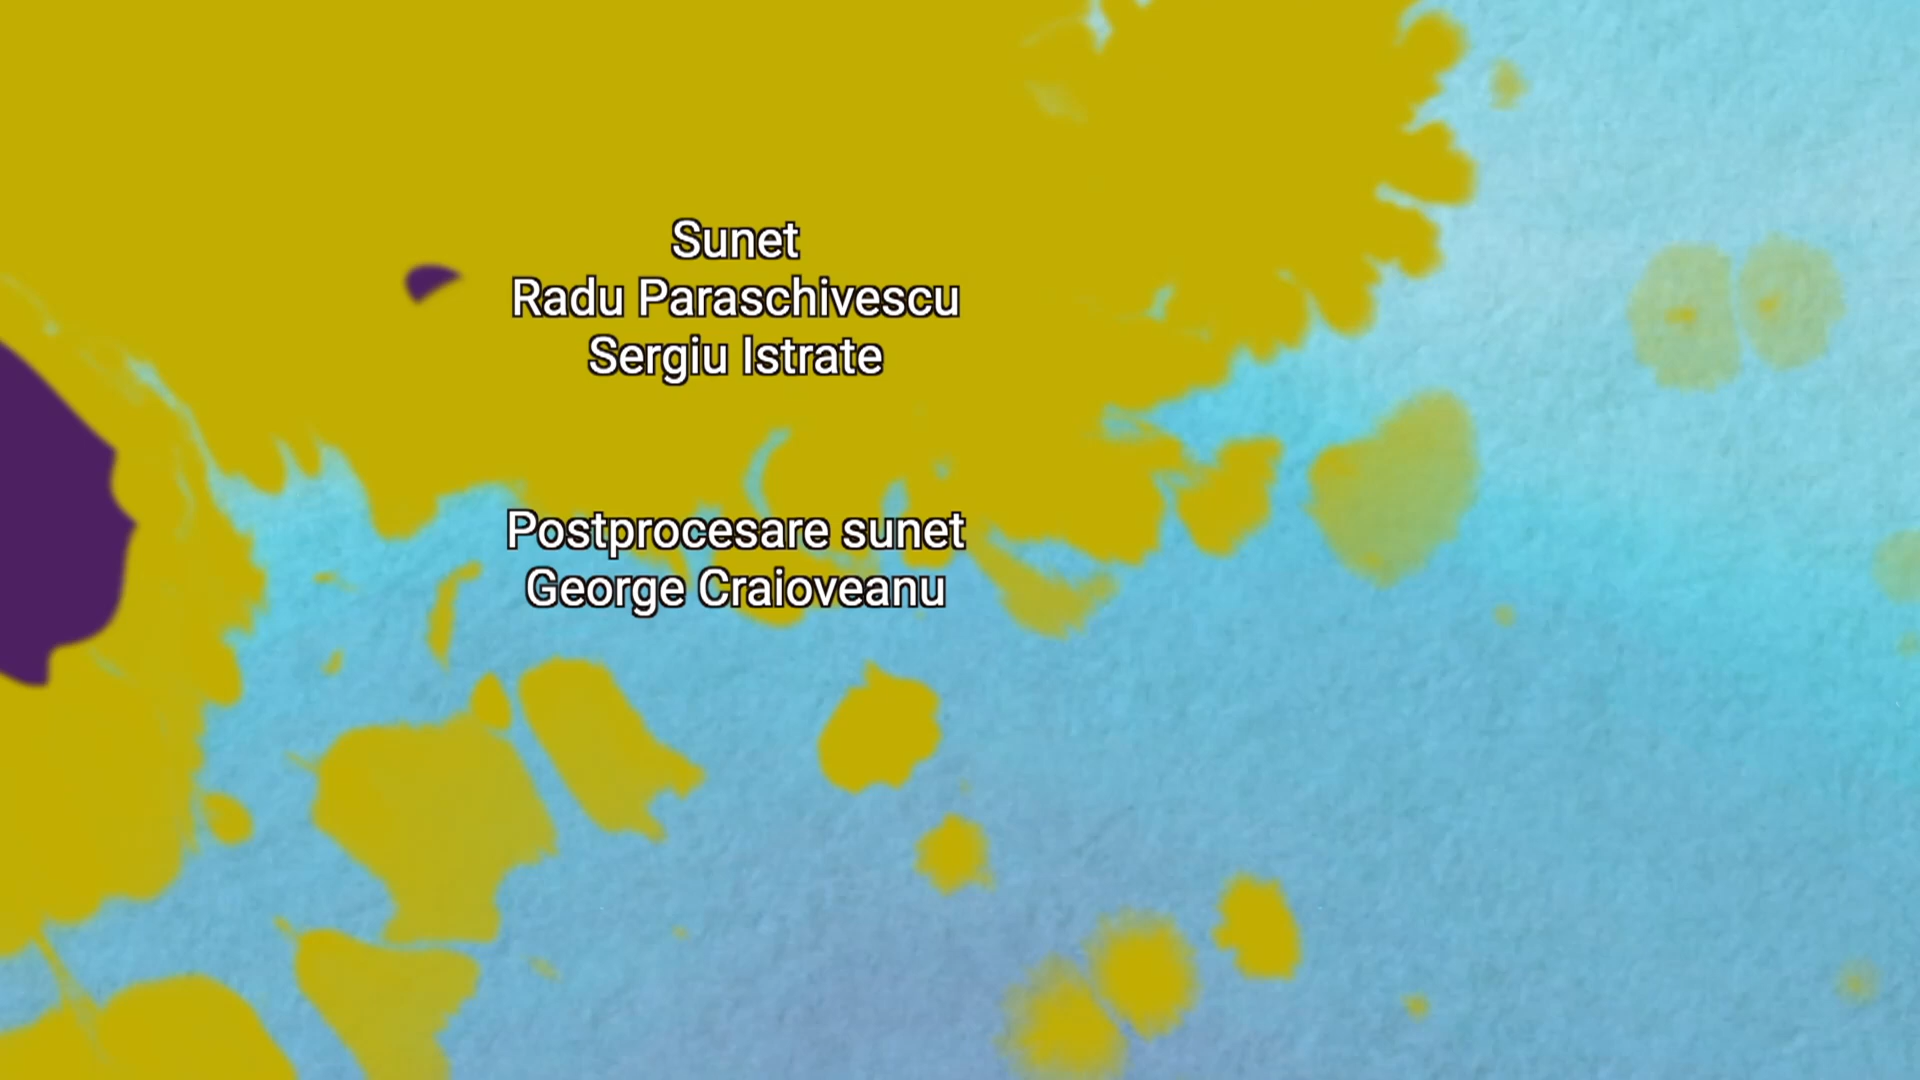 Sunet
Radu Paraschivescu
Sergiu Istrate
Postprocesare sunet
George Craioveanu